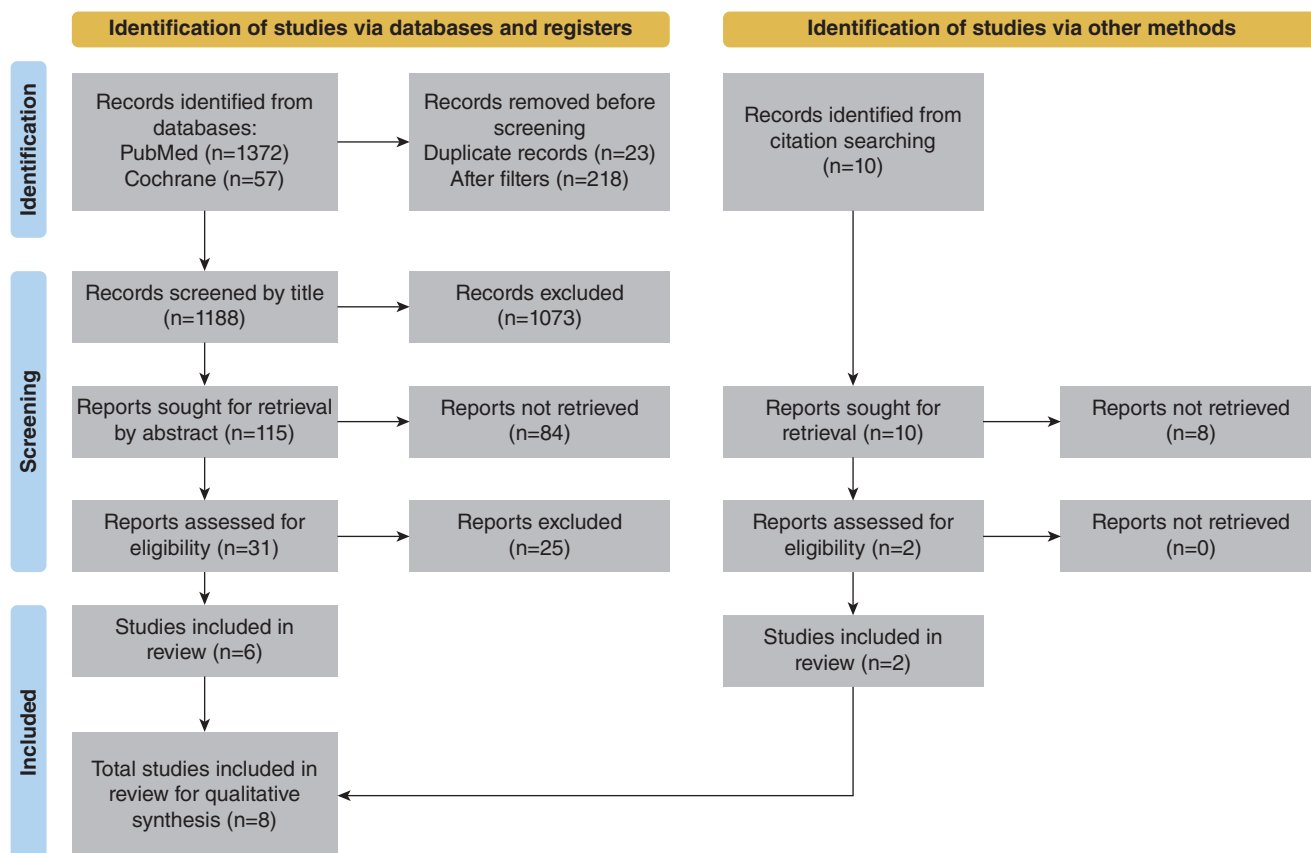 Identification of studies via databases and registers
Identification of studies via other methods
Identification
Records identified from
databases:
PubMed (n=1372)
Cochrane (n=57)
Records removed before
screening
Duplicate records (n=23)
After filters (n=218)
Records identified from
citation searching
(n=10)
Screening
Records screened by title
(n=1188)
Records excluded
(n=1073)
Reports sought for retrieval
by abstract (n=115)
Reports not retrieved
(n=84)
Reports sought for
retrieval (n=10)
Reports not retrieved
(n=8)
Reports assessed for
eligibility (n=31)
Reports excluded
(n=25)
Reports assessed for
eligibility (n=2)
Reports not retrieved
(n=0)
Included
Studies included in
review (n=6)
Studies included in
review (n=2)
Total studies included in
review for qualitative
synthesis (n=8)